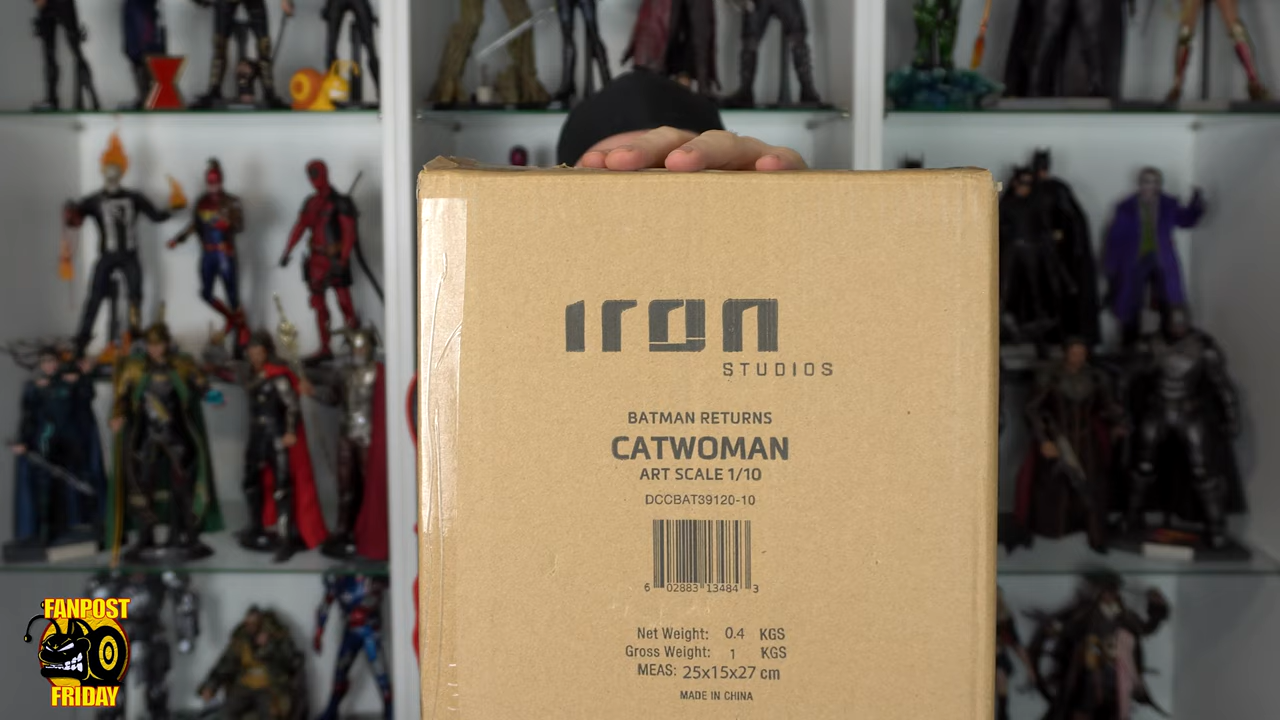 IRON
STUDIOS
BATMAN RETURNS
CATWOMAN
ART SCALE 1/10
DCCBAT39120-10
6 02883 13484 3
Net Weight: 0.4 KGS
Gross Weight: 1 KGS
MEAS: 25x15x27 cm
MADE IN CHINA
FANPOST
FRIDAY